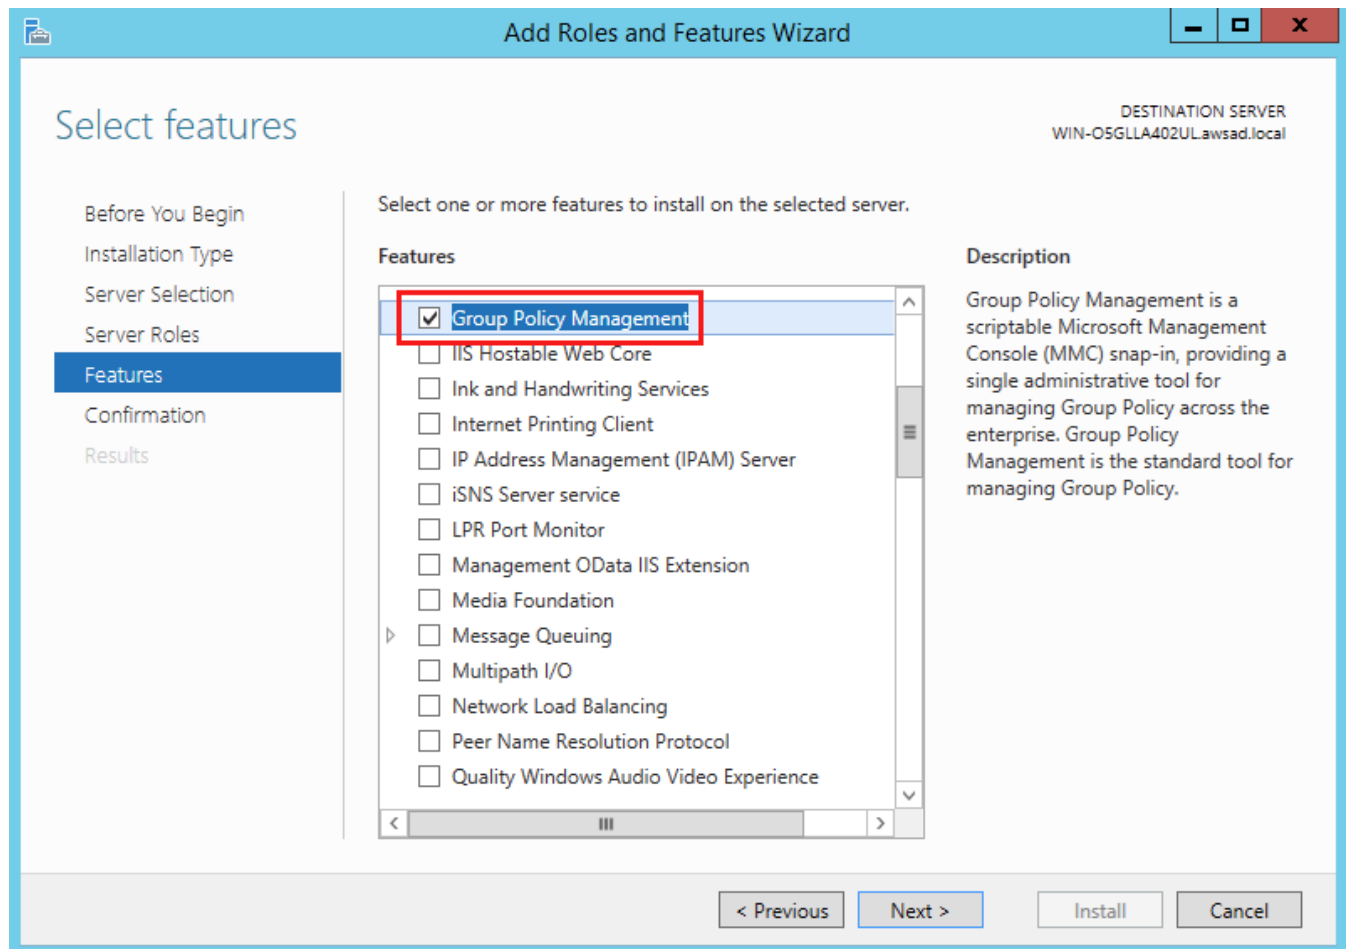 Add Roles and Features Wizard
Select features
DESTINATION SERVER
WIN-O5GLLA402UL.awsad.local
Before You Begin
Installation Type
Server Selection
Server Roles
Features
Confirmation
Results
Select one or more features to install on the selected server.
Features
Group Policy Management
IIS Hostable Web Core
Ink and Handwriting Services
Internet Printing Client
IP Address Management (IPAM) Server
iSNS Server service
LPR Port Monitor
Management OData IIS Extension
Media Foundation
Message Queuing
Multipath I/O
Network Load Balancing
Peer Name Resolution Protocol
Quality Windows Audio Video Experience
Description
Group Policy Management is a
scriptable Microsoft Management
Console (MMC) snap-in, providing a
single administrative tool for
managing Group Policy across the
enterprise. Group Policy
Management is the standard tool for
managing Group Policy.
< Previous
Next >
Install
Cancel